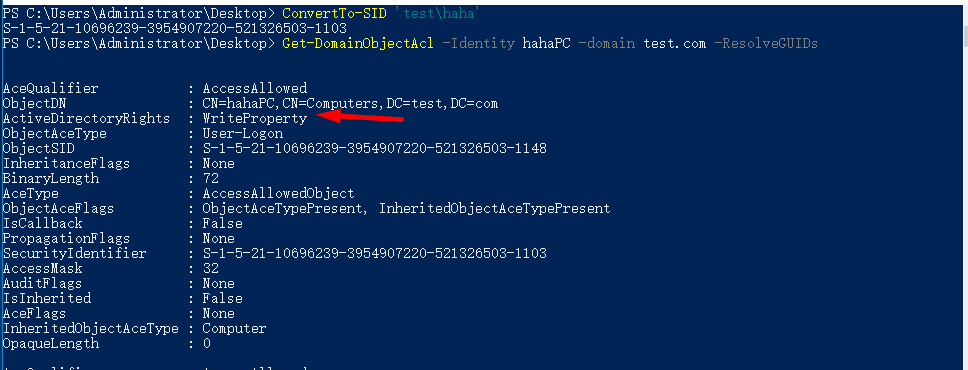 PS C:\Users\Administrator\Desktop> ConvertTo-SID 'test\haha'
S-1-5-21-10696239-3954907220-521326503-1103
PS C:\Users\Administrator\Desktop> Get-DomainObjectAcl -Identity hahaPC -domain test.com -ResolveGUIDs
AceQualifier : AccessAllowed
ObjectDN : CN=hahaPC,CN=Computers,DC=test,DC=com
ActiveDirectoryRights : WriteProperty
ObjectAceType : User-Logon
ObjectSID : S-1-5-21-10696239-3954907220-521326503-1148
InheritanceFlags : None
BinaryLength : 72
AceType : AccessAllowedObject
ObjectAceFlags : ObjectAceTypePresent, InheritedObjectAceTypePresent
IsCallback : False
PropagationFlags : None
SecurityIdentifier : S-1-5-21-10696239-3954907220-521326503-1103
AccessMask : 32
AuditFlags : None
IsInherited : False
AceFlags : None
InheritedObjectAceType : Computer
OpaqueLength : 0